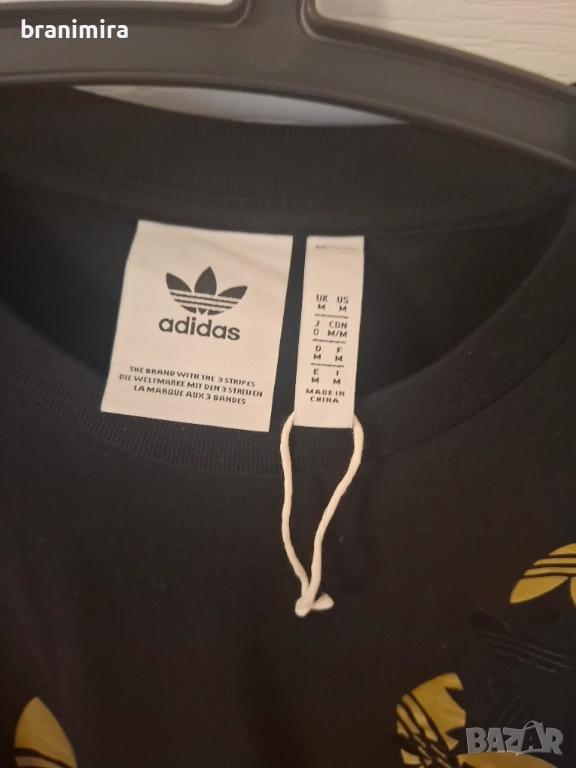 branimira
adidas
THE BRAND WITH THE 3 STRIPES
DIE WELTMARKE MIT DEN 3 STREIFEN
LA MARQUE AUX 3 BANDES
UK US
M M
J CDN
O M/M
D F
M M
E I
M M
MADE IN
CHINA
BAZAR